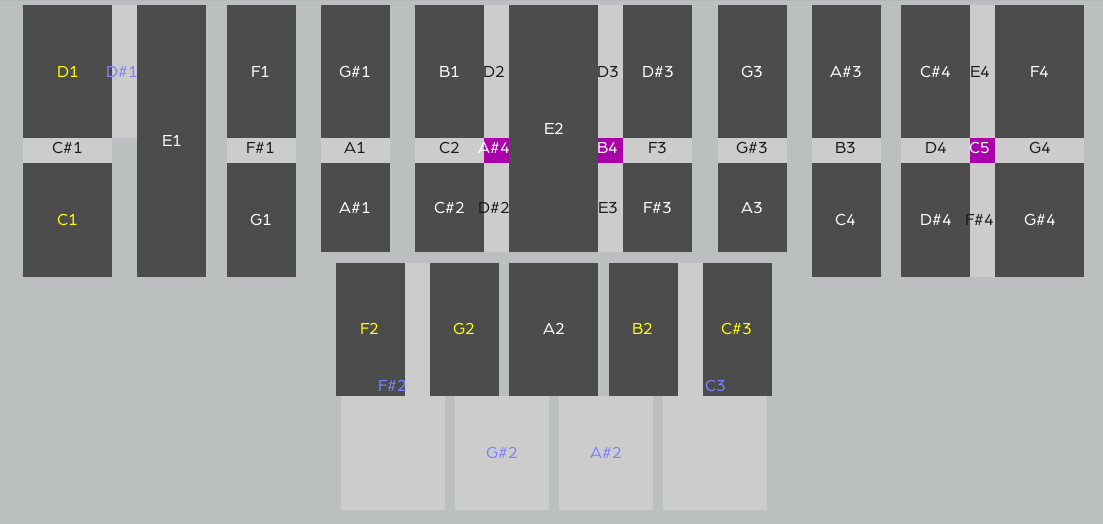 D1 D#1 F1 G#1 B1 D2 D3 D#3 G3 A#3 C#4 E4 F4
E2
E1
C#1 F#1 A1 C2 A#4 B4 F3 G#3 B3 D4 C5 G4
A#1 C#2 D#2 E3 F#3 A3
C1 G1 C4 D#4 F#4 G#4
F2 G2 A2 B2 C#3
F#2 C3
G#2 A#2